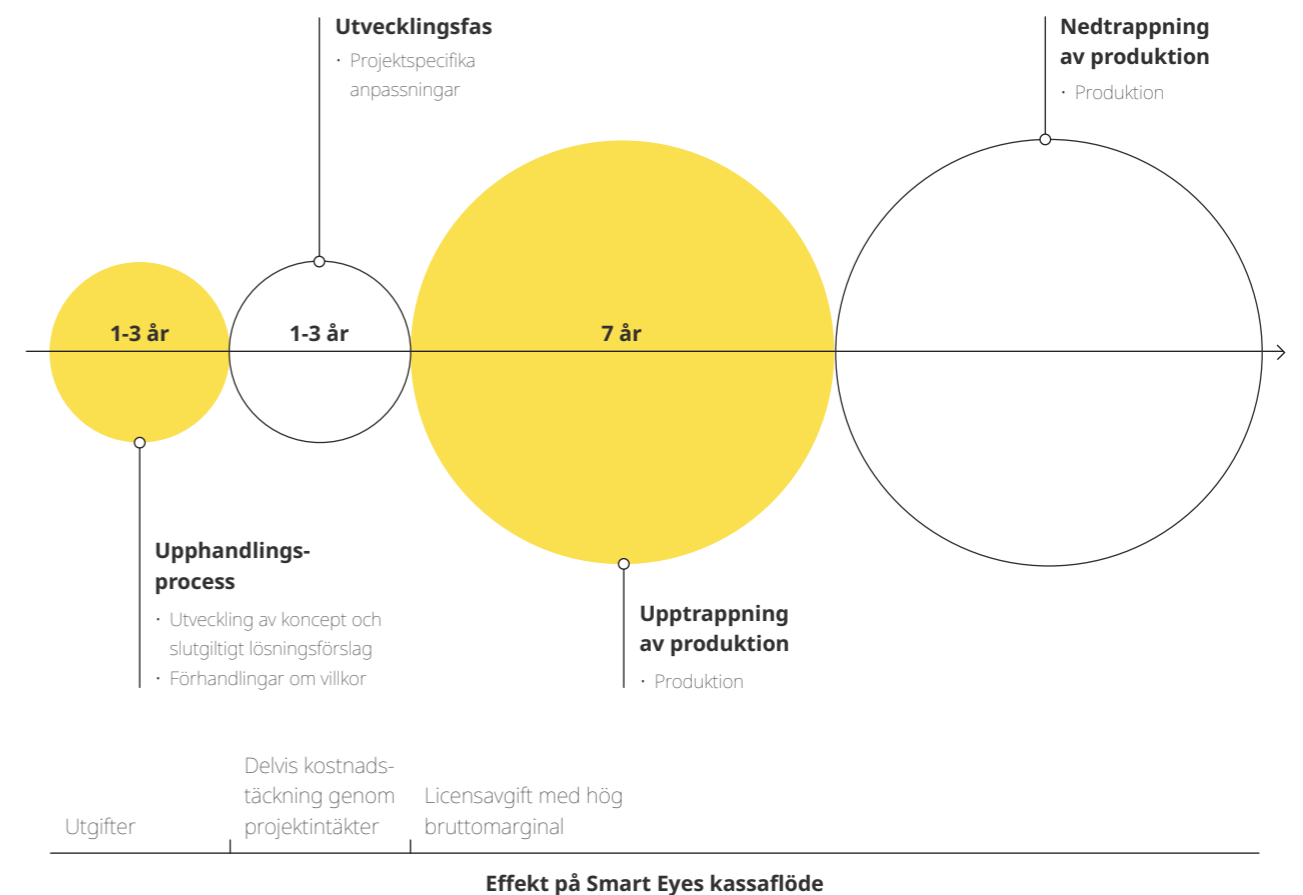 Utvecklingsfas
· Projektspecifika
anpassningar
Nedtrappning
av produktion
· Produktion
1-3 år
1-3 år
7 år
Upphandlings-
process
· Utveckling av koncept och
slutgiltigt lösningsförslag
· Förhandlingar om villkor
Upptrappning
av produktion
· Produktion
Utgifter
Delvis kostnads-
täckning genom
projektintäkter
Licensavgift med hög
bruttomarginal
Effekt på Smart Eyes kassaflöde